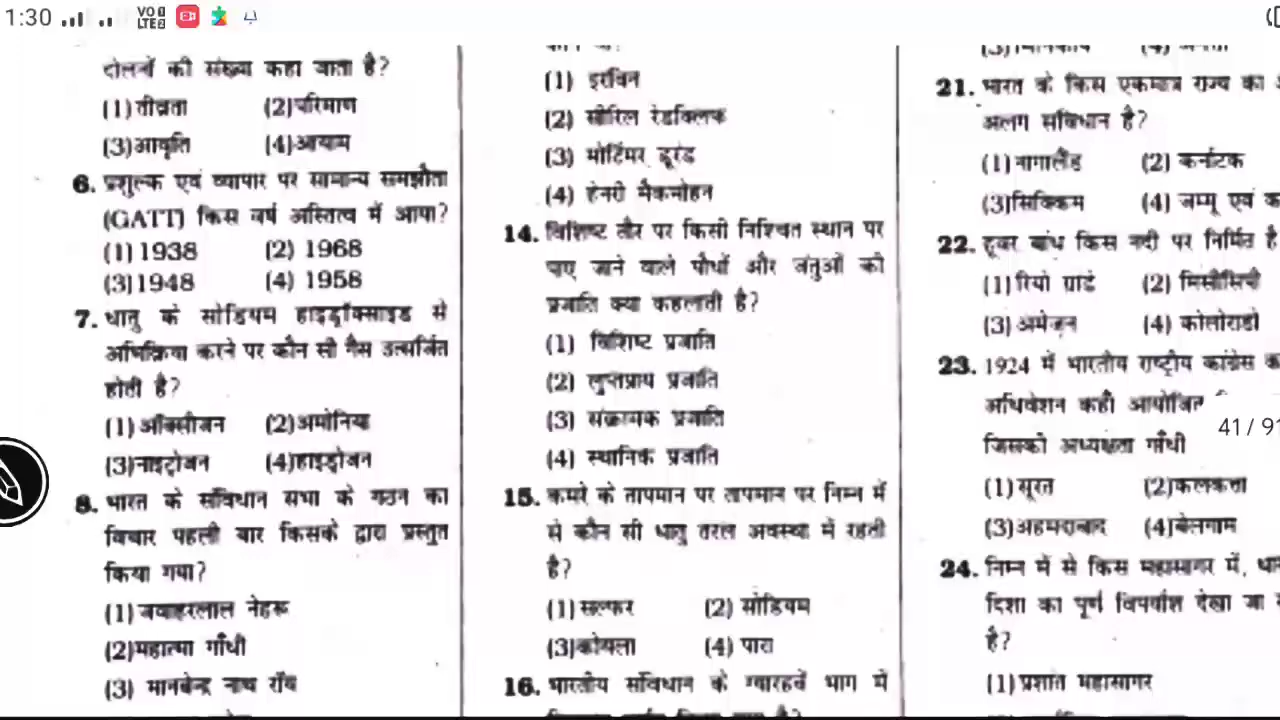 1:30
VO
LTE
दोलनों की संख्या कहा जाता है?
(1)तीव्रता (2)परिमाण
(3)आवृति (4)आयाम
6. प्रशुल्क एवं व्यापार पर सामान्य समझौता
(GATT) किस वर्ष अस्तित्व में आया?
(1)1938 (2) 1968
(3)1948 (4) 1958
7. धातु के सोडियम हाइड्रॉक्साइड से
अभिक्रिया करने पर कौन सी गैस उत्सर्जित
होती है?
(1)ऑक्सीजन (2)अमोनिया
(3)नाइट्रोजन (4)हाइड्रोजन
8. भारत के संविधान सभा के गठन का
विचार पहली बार किसके द्वारा प्रस्तुत
किया गया?
(1)जवाहरलाल नेहरू
(2)महात्मा गाँधी
(3) मानबेन्द्र नाथ रॉय
(1) इरविन
(2) सीरिल रेडक्लिफ
(3) मोर्टिमर डूरंड
(4) हेनरी मैकमोहन
14. विशिष्ट तौर पर किसी निश्चित स्थान पर
पाए जाने वाले पौधों और जंतुओं की
प्रजाति क्या कहलाती है?
(1) विशिष्ट प्रजाति
(2) लुप्तप्राय प्रजाति
(3) संक्रामक प्रजाति
(4) स्थानिक प्रजाति
15. कमरे के तापमान पर तापमान पर निम्न में
से कौन सी धातु तरल अवस्था में रहती
है?
(1)सल्फर (2) सोडियम
(3)कोयला (4) पारा
16. भारतीय संविधान के ग्यारहवें भाग में
21. भारत के किस एकमात्र राज्य का
अलग संविधान है?
(1)नागालैंड (2) कर्नाटक
(3)सिक्किम (4) जम्मू एवं
22. हूवर बांध किस नदी पर निर्मित है
(1)रियो ग्रांडे (2) मिसीसिपी
(3) अमेज़न (4) कोलोराडो
23. 1924 में भारतीय राष्ट्रीय कांग्रेस
अधिवेशन कहाँ आयोजित
जिसकी अध्यक्षता गाँधी
(1)सूरत (2)कलकत्ता
(3)अहमदाबाद (4)बेलगाम
24. निम्न में से किस महासागर में,
दिशा का पूर्ण विपर्यास देखा जा
है?
(1)प्रशांत महासागर
41 / 91